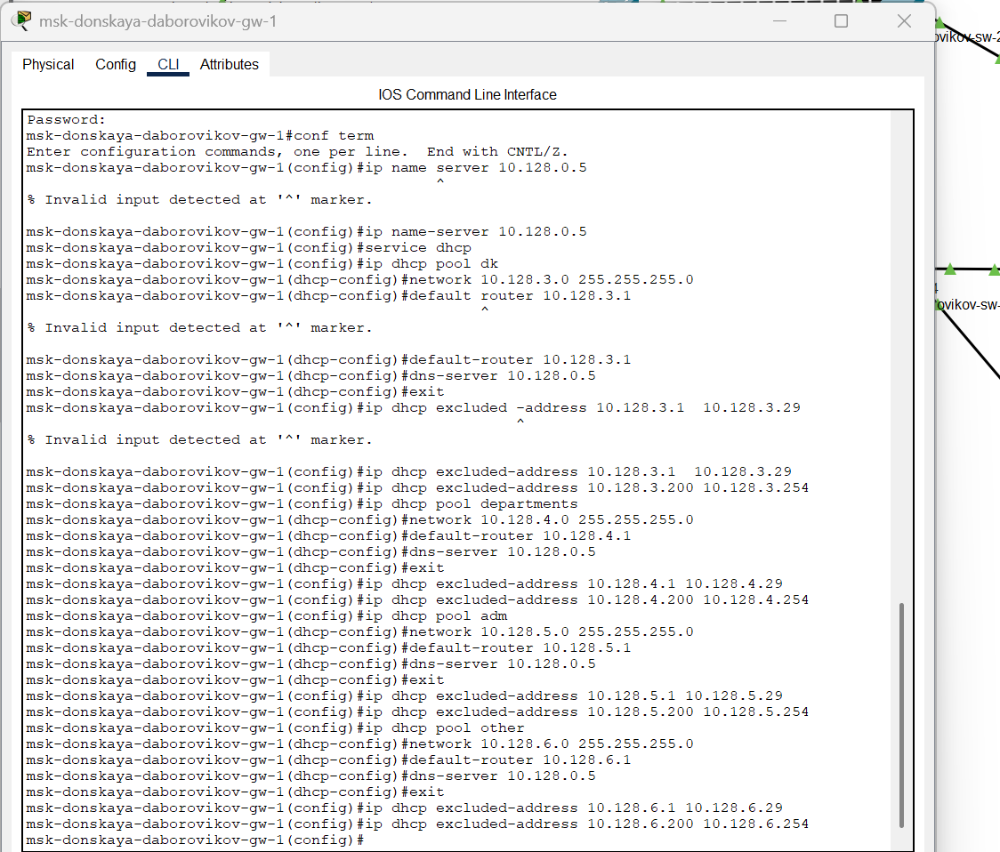 msk-donskaya-daborovikov-gw-1
Physical Config CLI Attributes
IOS Command Line Interface
Password:
msk-donskaya-daborovikov-gw-1#conf term
Enter configuration commands, one per line.  End with CNTL/Z.
msk-donskaya-daborovikov-gw-1(config)#ip name server 10.128.0.5
^
% Invalid input detected at '^' marker.
msk-donskaya-daborovikov-gw-1(config)#ip name-server 10.128.0.5
msk-donskaya-daborovikov-gw-1(config)#service dhcp
msk-donskaya-daborovikov-gw-1(config)#ip dhcp pool dk
msk-donskaya-daborovikov-gw-1(dhcp-config)#network 10.128.3.0 255.255.255.0
msk-donskaya-daborovikov-gw-1(dhcp-config)#default router 10.128.3.1
^
% Invalid input detected at '^' marker.
msk-donskaya-daborovikov-gw-1(dhcp-config)#default-router 10.128.3.1
msk-donskaya-daborovikov-gw-1(dhcp-config)#dns-server 10.128.0.5
msk-donskaya-daborovikov-gw-1(dhcp-config)#exit
msk-donskaya-daborovikov-gw-1(config)#ip dhcp excluded -address 10.128.3.1  10.128.3.29
^
% Invalid input detected at '^' marker.
msk-donskaya-daborovikov-gw-1(config)#ip dhcp excluded-address 10.128.3.1  10.128.3.29
msk-donskaya-daborovikov-gw-1(config)#ip dhcp excluded-address 10.128.3.200 10.128.3.254
msk-donskaya-daborovikov-gw-1(config)#ip dhcp pool departments
msk-donskaya-daborovikov-gw-1(dhcp-config)#network 10.128.4.0 255.255.255.0
msk-donskaya-daborovikov-gw-1(dhcp-config)#default-router 10.128.4.1
msk-donskaya-daborovikov-gw-1(dhcp-config)#dns-server 10.128.0.5
msk-donskaya-daborovikov-gw-1(dhcp-config)#exit
msk-donskaya-daborovikov-gw-1(config)#ip dhcp excluded-address 10.128.4.1 10.128.4.29
msk-donskaya-daborovikov-gw-1(config)#ip dhcp excluded-address 10.128.4.200 10.128.4.254
msk-donskaya-daborovikov-gw-1(config)#ip dhcp pool adm
msk-donskaya-daborovikov-gw-1(dhcp-config)#network 10.128.5.0 255.255.255.0
msk-donskaya-daborovikov-gw-1(dhcp-config)#default-router 10.128.5.1
msk-donskaya-daborovikov-gw-1(dhcp-config)#dns-server 10.128.0.5
msk-donskaya-daborovikov-gw-1(dhcp-config)#exit
msk-donskaya-daborovikov-gw-1(config)#ip dhcp excluded-address 10.128.5.1 10.128.5.29
msk-donskaya-daborovikov-gw-1(config)#ip dhcp excluded-address 10.128.5.200 10.128.5.254
msk-donskaya-daborovikov-gw-1(config)#ip dhcp pool other
msk-donskaya-daborovikov-gw-1(dhcp-config)#network 10.128.6.0 255.255.255.0
msk-donskaya-daborovikov-gw-1(dhcp-config)#default-router 10.128.6.1
msk-donskaya-daborovikov-gw-1(dhcp-config)#dns-server 10.128.0.5
msk-donskaya-daborovikov-gw-1(dhcp-config)#exit
msk-donskaya-daborovikov-gw-1(config)#ip dhcp excluded-address 10.128.6.1 10.128.6.29
msk-donskaya-daborovikov-gw-1(config)#ip dhcp excluded-address 10.128.6.200 10.128.6.254
msk-donskaya-daborovikov-gw-1(config)#
ovikov-sw-2
ovikov-sw-